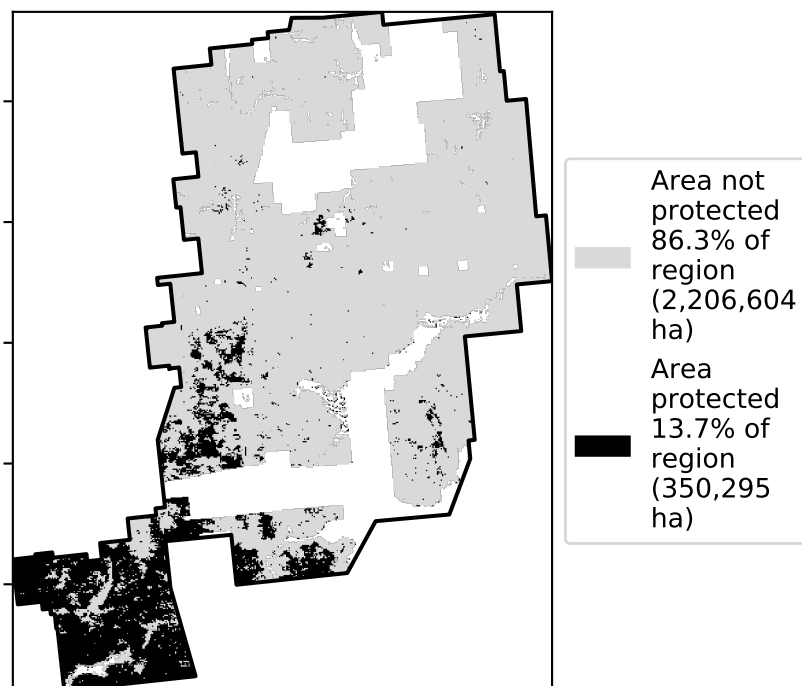 Area not
protected
86.3% of
region
(2,206,604
ha)
Area
protected
13.7% of
region
(350,295
ha)